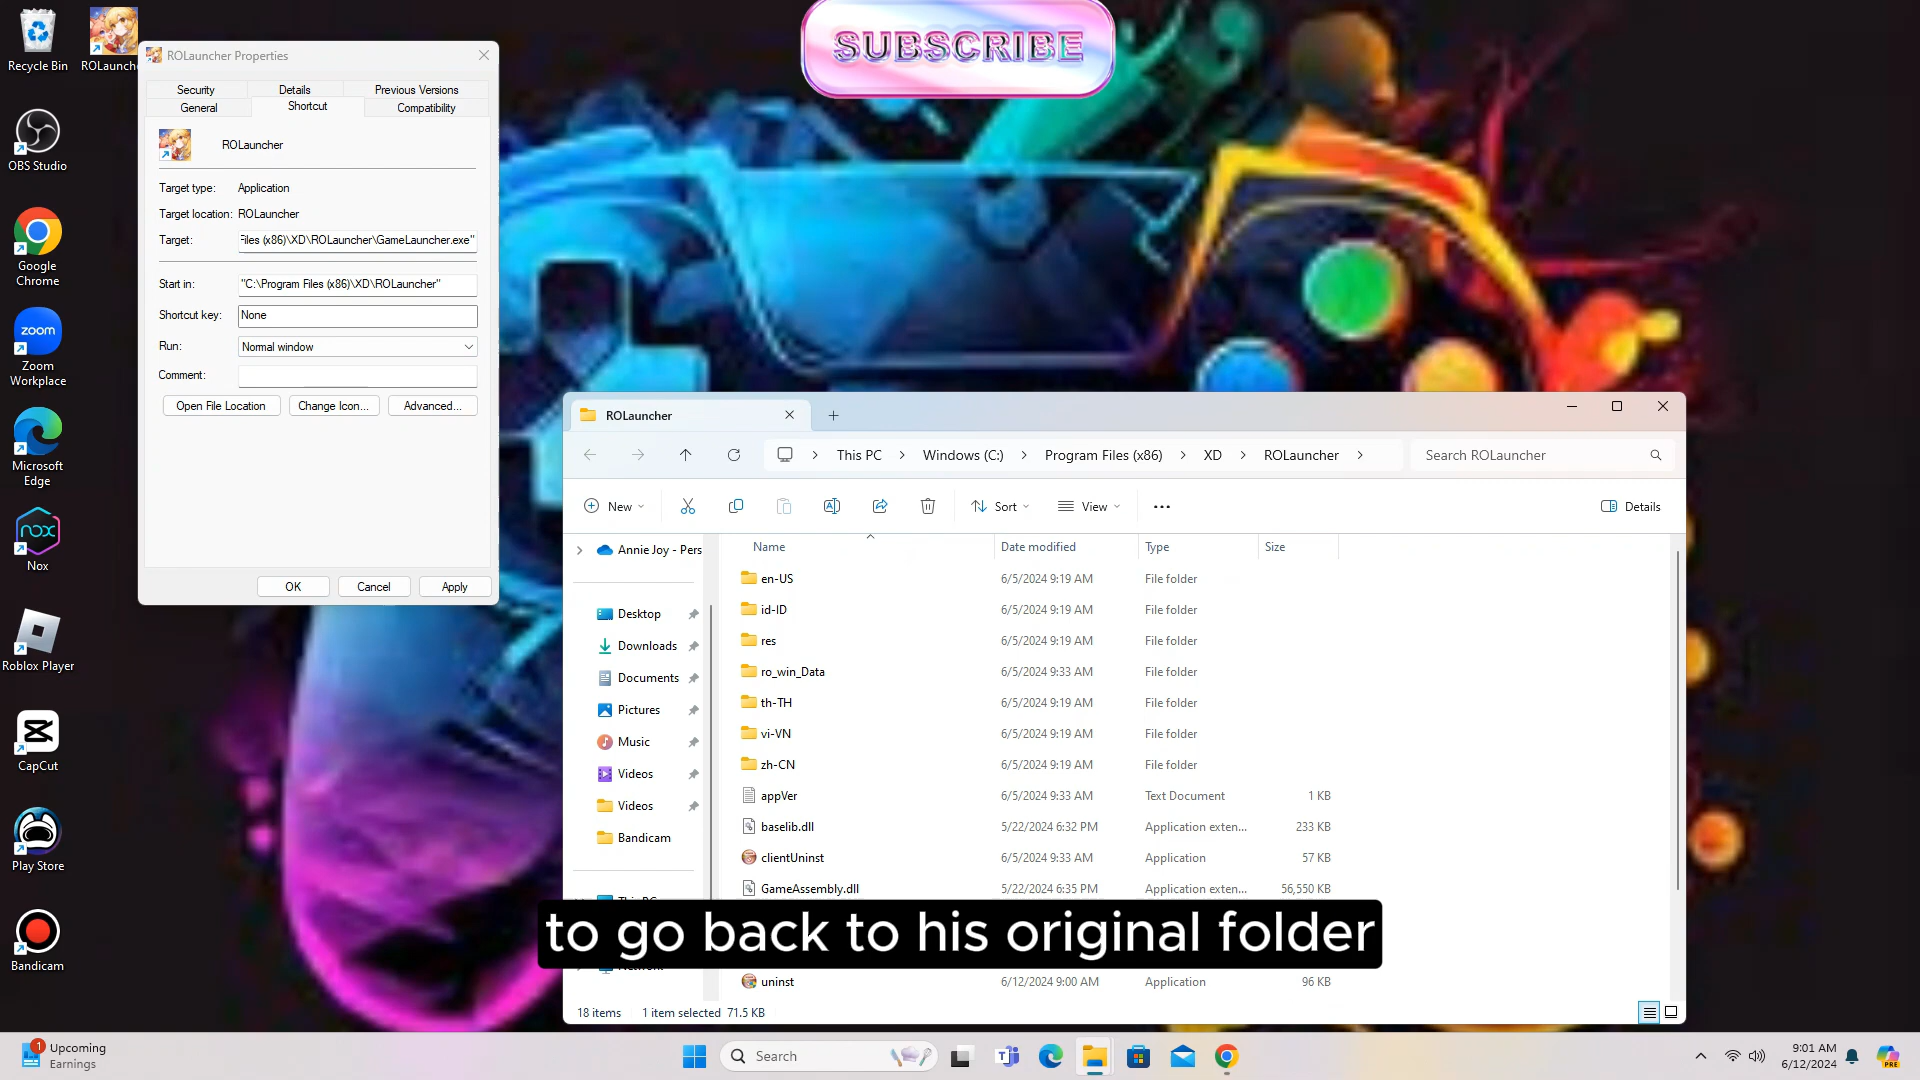 SUBSCRIBE
Recycle Bin
ROLaunch
OBS Studio
Google
Chrome
zoom
Zoom
Workplace
Microsoft
Edge
nox
Nox
Roblox Player
CapCut
Play Store
Bandicam
ROLauncher Properties
Security Details Previous Versions
General Shortcut Compatibility
ROLauncher
Target type: Application
Target location: ROLauncher
Target: Files (x86)\XD\ROLauncher\GameLauncher.exe"
Start in: "C:\Program Files (x86)\XD\ROLauncher"
Shortcut key: None
Run: Normal window
Comment:
Open File Location Change Icon... Advanced...
OK Cancel Apply
ROLauncher
This PC > Windows (C:) > Program Files (x86) > XD > ROLauncher > Search ROLauncher
New Sort View ... Details
Annie Joy - Pers
Desktop
Downloads
Documents
Pictures
Music
Videos
Videos
Bandicam
Name Date modified Type Size
en-US 6/5/2024 9:19 AM File folder
id-ID 6/5/2024 9:19 AM File folder
res 6/5/2024 9:19 AM File folder
ro_win_Data 6/5/2024 9:33 AM File folder
th-TH 6/5/2024 9:19 AM File folder
vi-VN 6/5/2024 9:19 AM File folder
zh-CN 6/5/2024 9:19 AM File folder
appVer 6/5/2024 9:33 AM Text Document 1 KB
baselib.dll 5/22/2024 6:32 PM Application exten... 233 KB
clientUninst 6/5/2024 9:33 AM Application 57 KB
GameAssembly.dll 5/22/2024 6:35 PM Application exten... 56,550 KB
to go back to his original folder
uninst 6/12/2024 9:00 AM Application 96 KB
18 items 1 item selected 71.5 KB
1
Upcoming
Earnings
Search
9:01 AM
6/12/2024
PRE